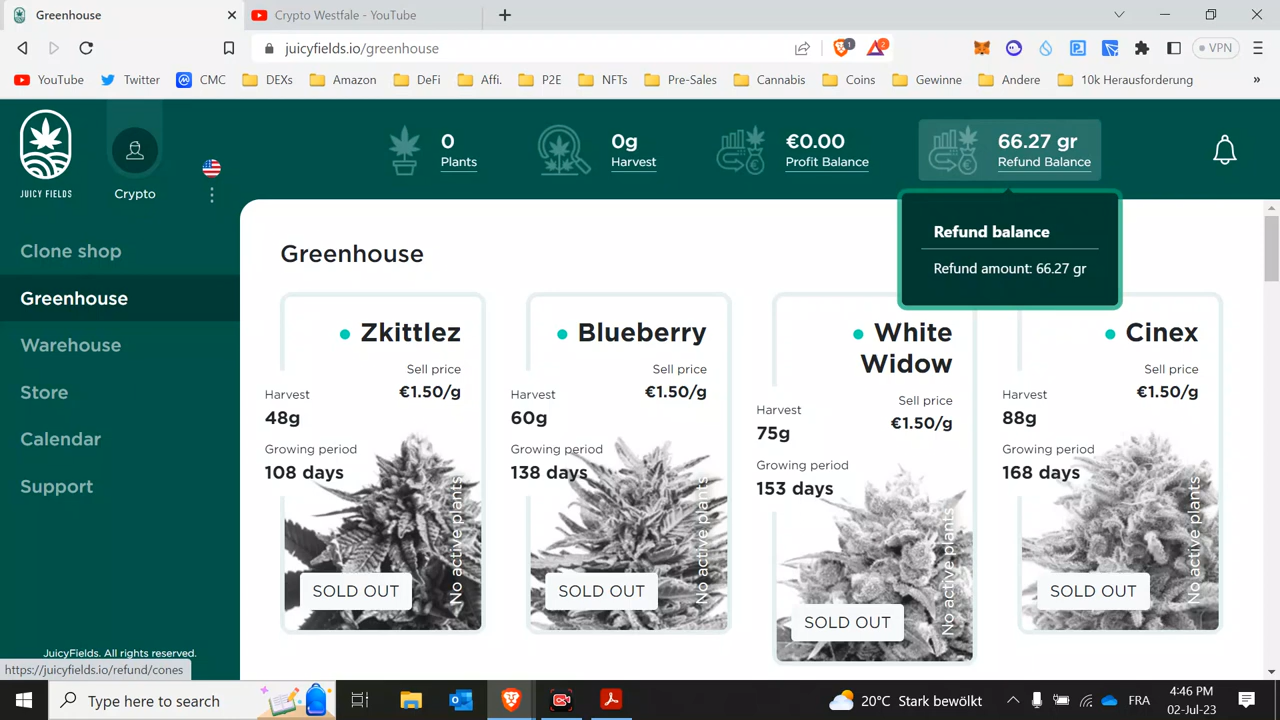 Greenhouse
Crypto Westfale - YouTube
juicyfields.io/greenhouse
1
2
VPN
YouTube
Twitter
CMC
DEXs
Amazon
DeFi
Affi.
P2E
NFTs
Pre-Sales
Cannabis
Coins
Gewinne
Andere
10k Herausforderung
»
JUICY FIELDS
Crypto
0
Plants
0g
Harvest
€0.00
Profit Balance
66.27 gr
Refund Balance
Refund balance
Refund amount: 66.27 gr
Clone shop
Greenhouse
Warehouse
Store
Calendar
Support
JuicyFields. All rights reserved.
https://juicyfields.io/refund/cones
Greenhouse
Zkittlez
Sell price
€1.50/g
Harvest
48g
Growing period
108 days
No active plants
SOLD OUT
Blueberry
Sell price
€1.50/g
Harvest
60g
Growing period
138 days
No active plants
SOLD OUT
White
Widow
Sell price
€1.50/g
Harvest
75g
Growing period
153 days
No active plants
SOLD OUT
Cinex
Sell price
€1.50/g
Harvest
88g
Growing period
168 days
No active plants
SOLD OUT
Type here to search
20°C Stark bewölkt
FRA
4:46 PM
02-Jul-23